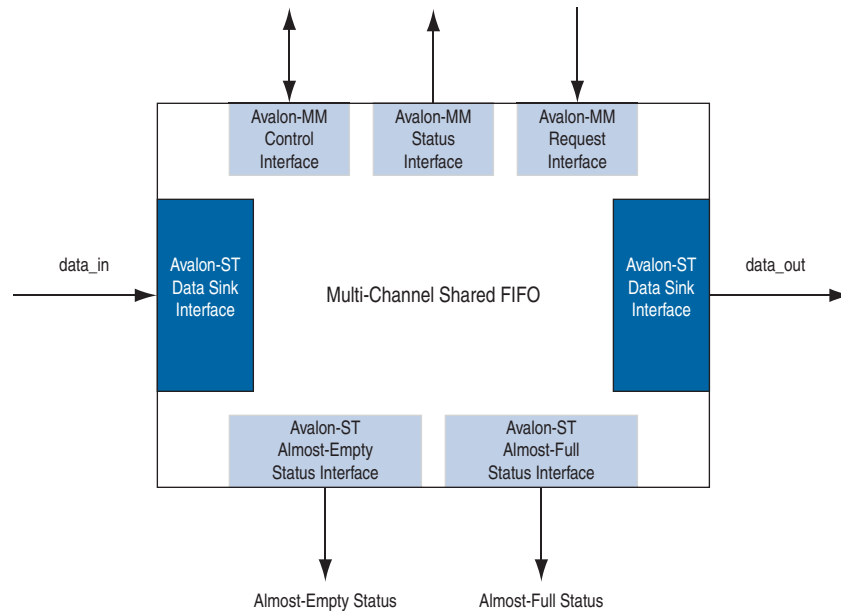 Avalon-MM
Control
Interface
Avalon-MM
Status
Interface
Avalon-MM
Request
Interface
data_in
Avalon-ST
Data Sink
Interface
Multi-Channel Shared FIFO
Avalon-ST
Data Sink
Interface
data_out
Avalon-ST
Almost-Empty
Status Interface
Avalon-ST
Almost-Full
Status Interface
Almost-Empty Status
Almost-Full Status